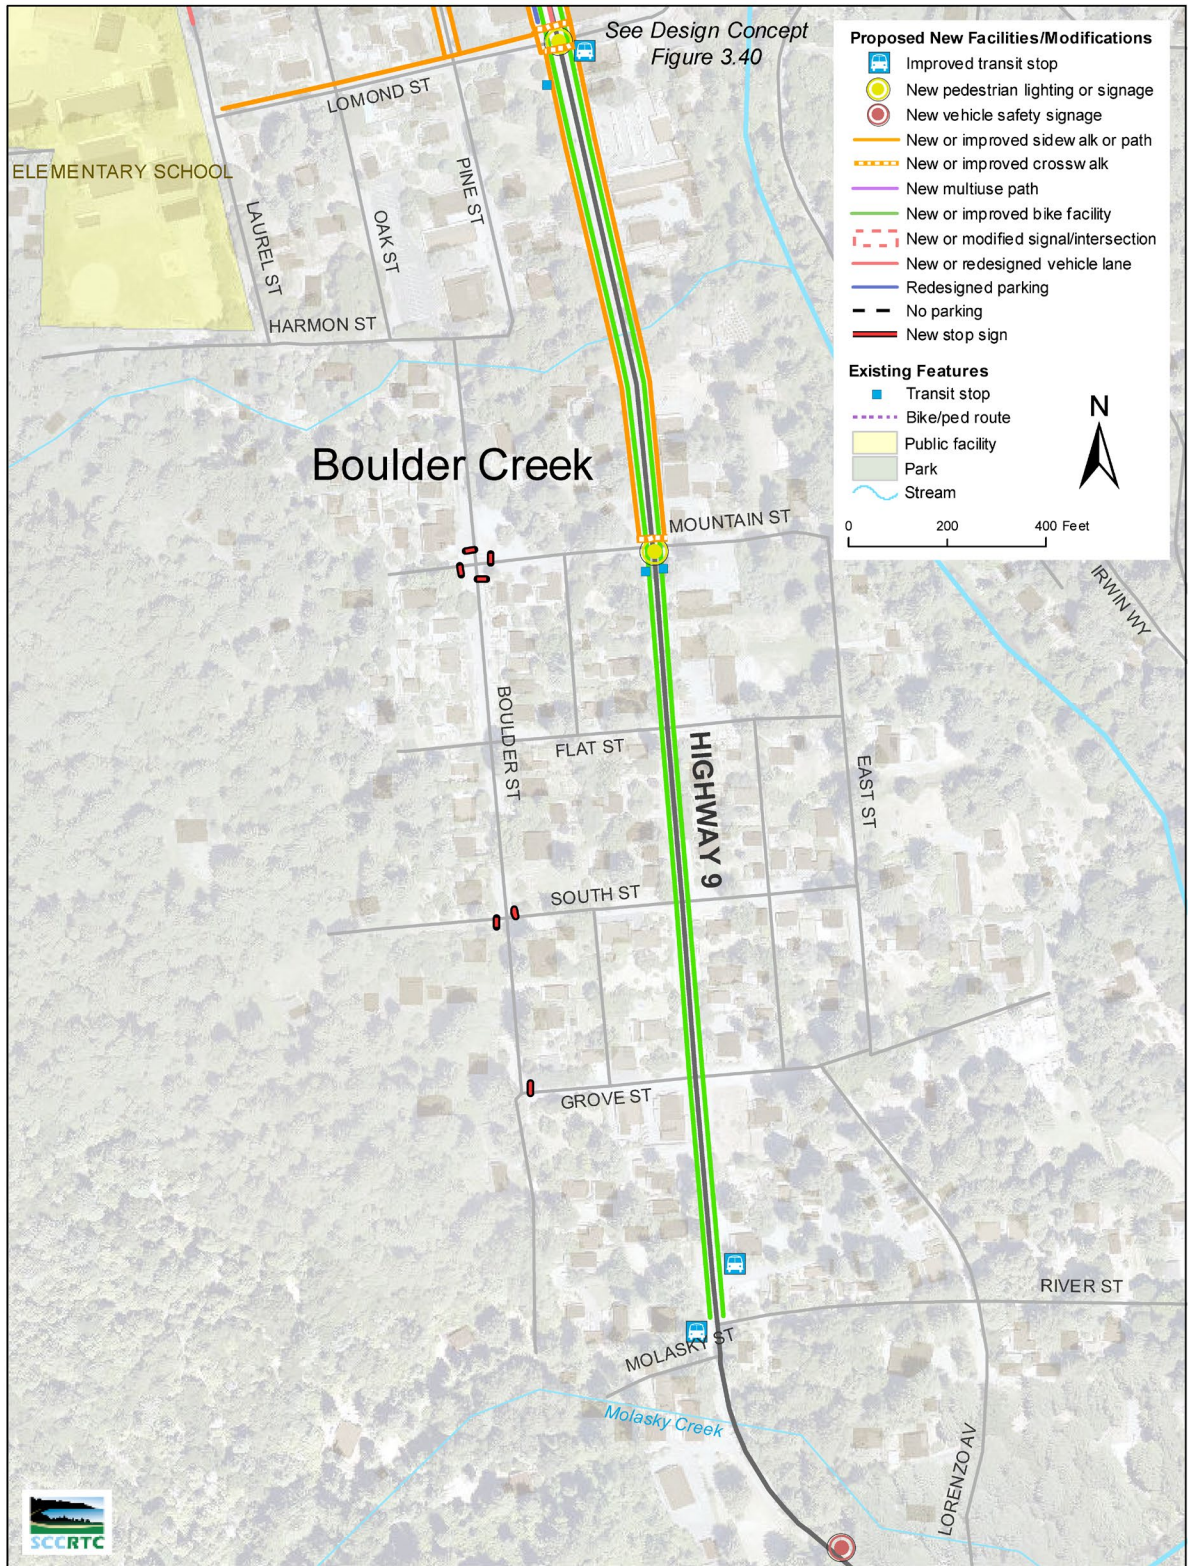 See Design Concept
Figure 3.40
Proposed New Facilities/Modifications
Improved transit stop
New pedestrian lighting or signage
New vehicle safety signage
New or improved sidewalk or path
New or improved crosswalk
New multiuse path
New or improved bike facility
New or modified signal/intersection
New or redesigned vehicle lane
Redesigned parking
No parking
New stop sign
Existing Features
Transit stop
Bike/ped route
Public facility
Park
Stream
N
0 200 400 Feet
LOMOND ST
ELEMENTARY SCHOOL
PINE ST
LAUREL ST
OAK ST
HARMON ST
Boulder Creek
MOUNTAIN ST
IRWIN WY
BOULDER ST
FLAT ST
HIGHWAY 9
EAST ST
SOUTH ST
GROVE ST
RIVER ST
MOLASKY ST
Molasky Creek
LORENZO AV
SCCRTC